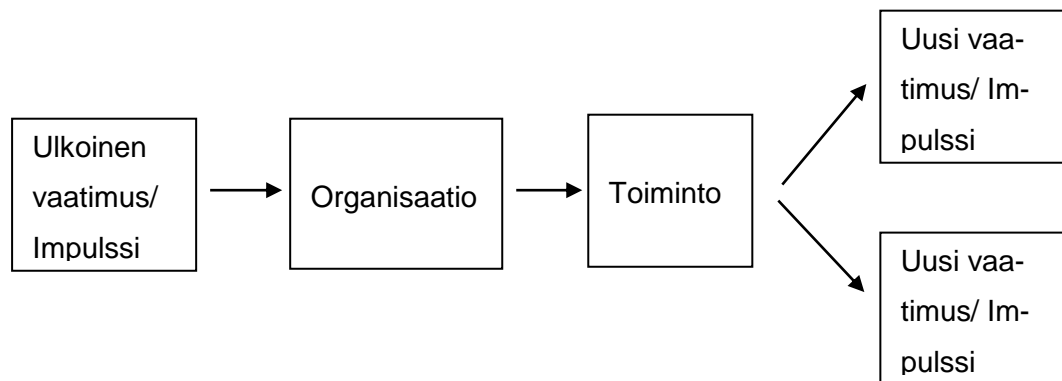 Ulkoinen
vaatimus/
Impulssi
Organisaatio
Toiminto
Uusi vaa-
timus/ Im-
pulssi
Uusi vaa-
timus/ Im-
pulssi